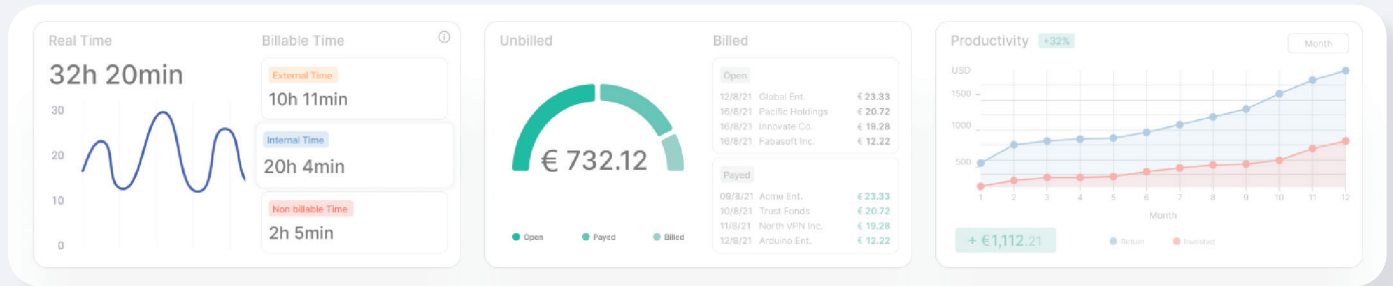 Real Time
32h 20min
30
20
10
0
Billable Time
External Time
10h 11min
Internal Time
20h 4min
Non billable Time
2h 5min
Unbilled
€ 732.12
Open
Payed
Billed
Billed
Open
12/8/21 Global Ent. € 23.33
16/8/21 Pacific Holdings € 20.72
16/8/21 Innovate Co. € 19.28
16/8/21 Fabasoft Inc. € 12.22
Payed
09/8/21 Acme Ent. € 23.33
10/8/21 Trust Fonds € 20.72
11/8/21 North VPN Inc. € 19.28
12/8/21 Arduino Ent. € 12.22
Productivity +32%
Month
USD
1500
1000
500
1 2 3 4 5 6 7 8 9 10 11 12
Month
+ €1,112.21
Return